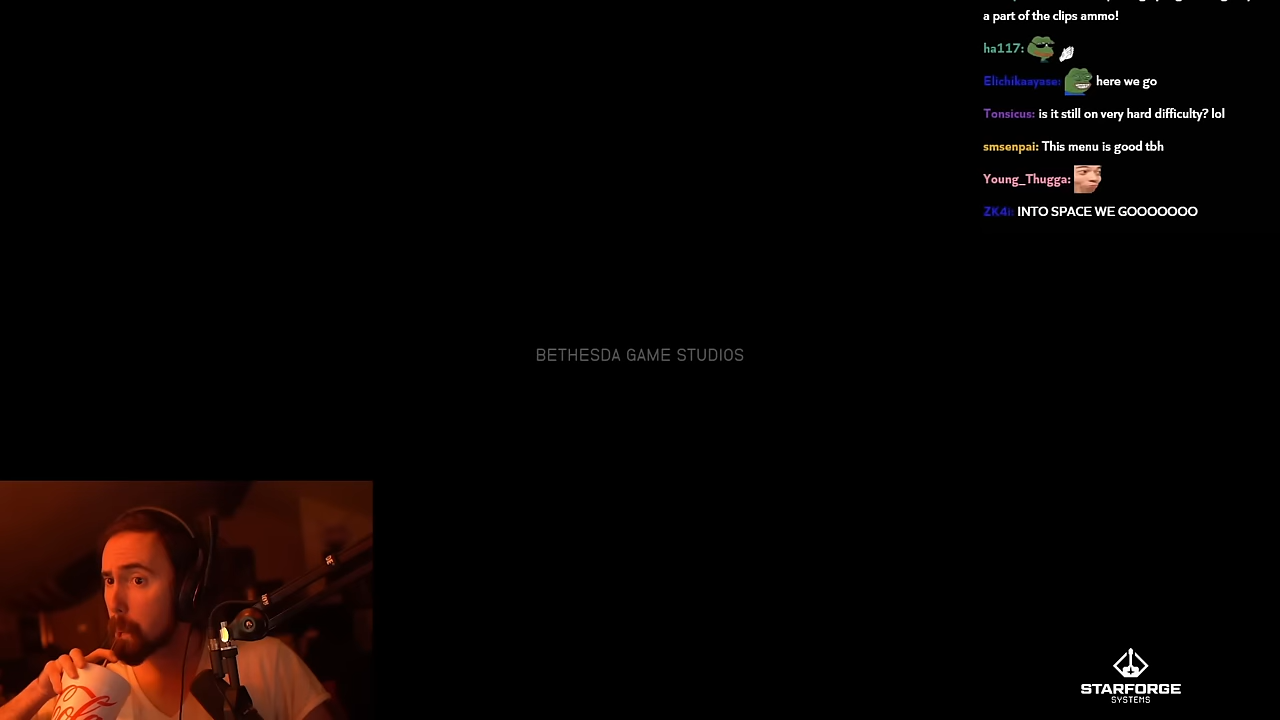 a part of the clips ammo!
ha117:
Elichikaayase: here we go
Tonsicus: is it still on very hard difficulty? lol
smsenpai: This menu is good tbh
Young_Thugga:
ZK4i: INTO SPACE WE GOOOOOOO
BETHESDA GAME STUDIOS
STARFORGE
SYSTEMS